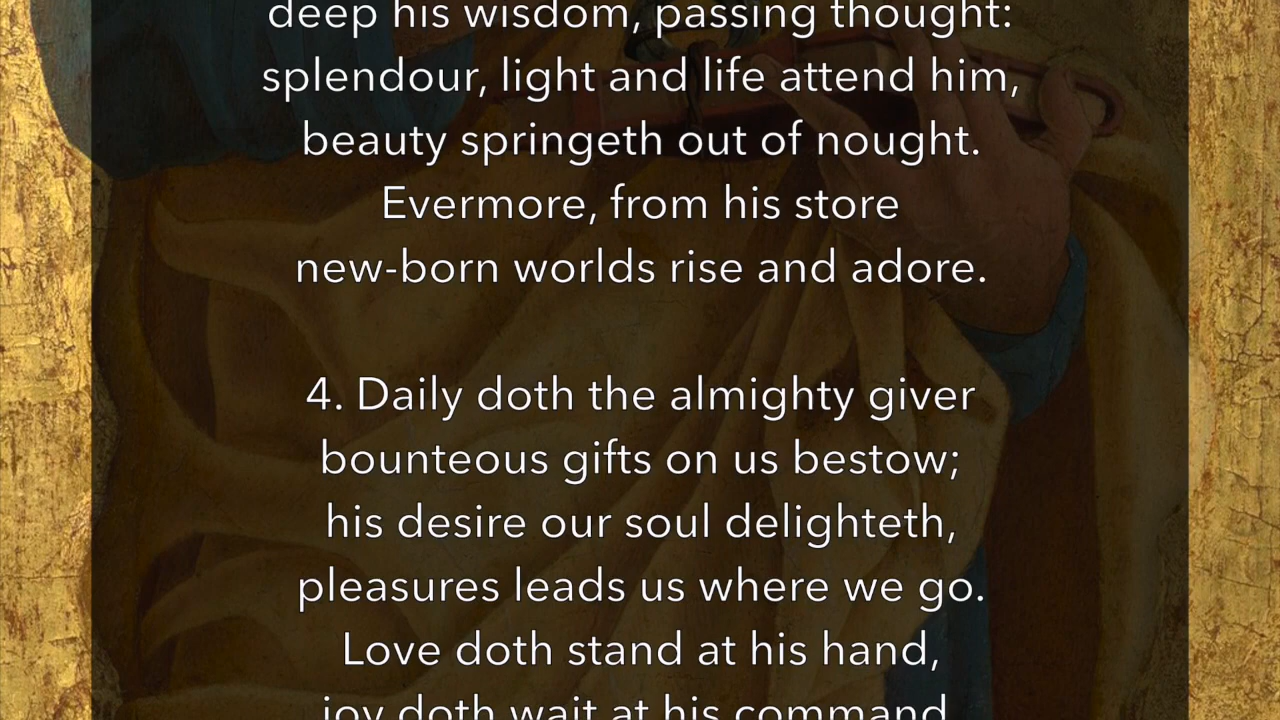 deep his wisdom, passing thought:
splendour, light and life attend him,
beauty springeth out of nought.
Evermore, from his store
new-born worlds rise and adore.
4. Daily doth the almighty giver
bounteous gifts on us bestow;
his desire our soul delighteth,
pleasures leads us where we go.
Love doth stand at his hand,
joy doth wait at his command